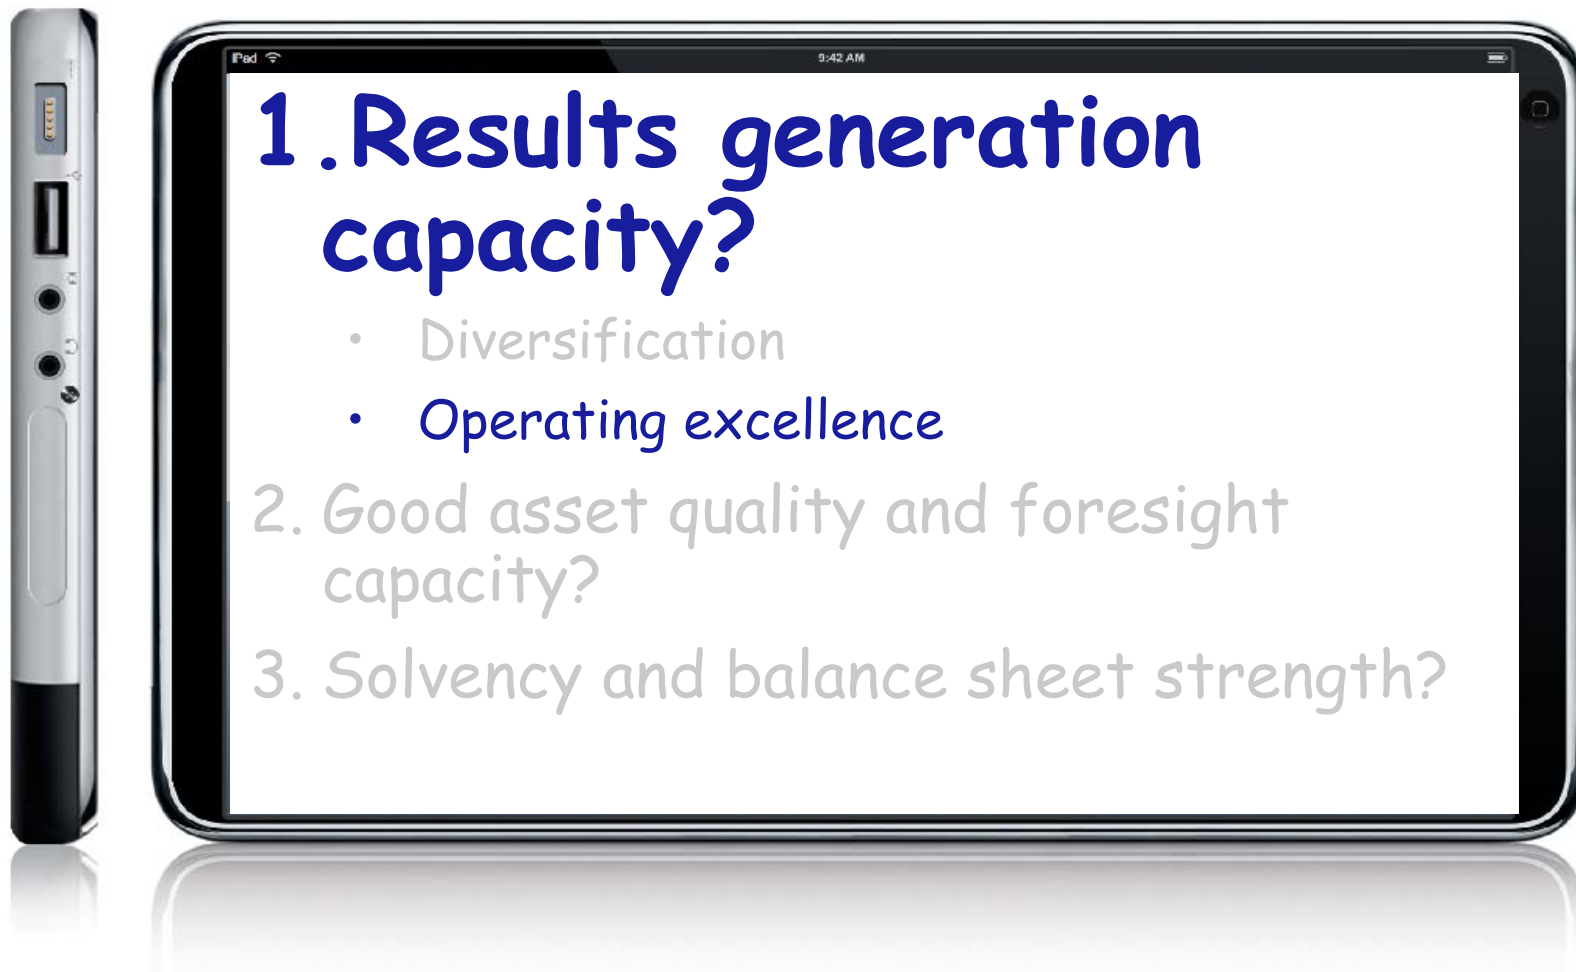 iPad 9:42 AM
1.Results generation
capacity?
• Diversification
• Operating excellence
2. Good asset quality and foresight
capacity?
3. Solvency and balance sheet strength?